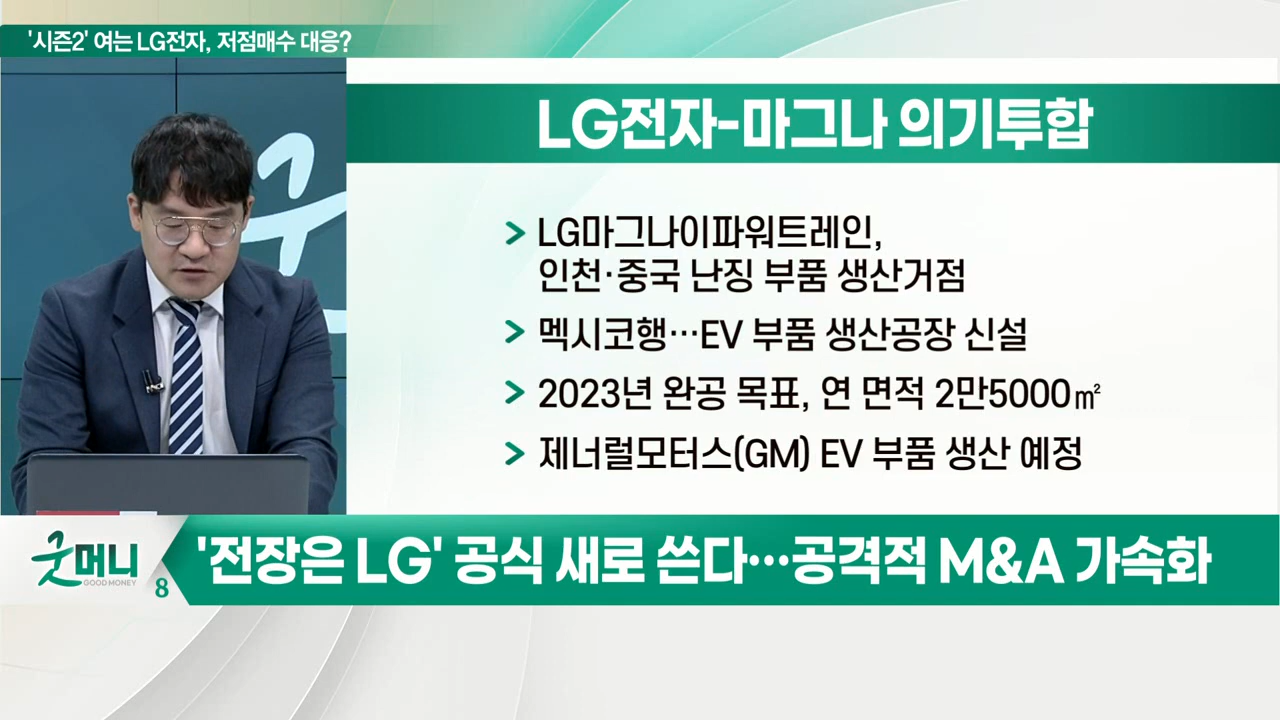 '시즌2' 여는 LG전자, 저점매수 대응?
LG전자-마그나 의기투합
> LG마그나이파워트레인,
인천·중국 난징 부품 생산거점
> 멕시코행…EV 부품 생산공장 신설
> 2023년 완공 목표, 연 면적 2만5000㎡
> 제너럴모터스(GM) EV 부품 생산 예정
굿머니
GOOD MONEY
8
'전장은 LG' 공식 새로 쓴다…공격적 M&A 가속화